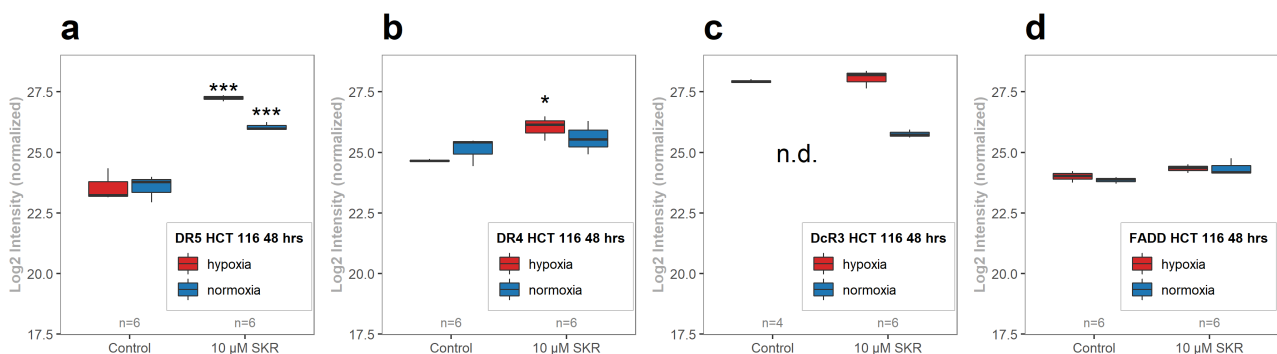 a
Log2 Intensity (normalized)
27.5
25.0
22.5
20.0
17.5
***
***
DR5 HCT 116 48 hrs
hypoxia
normoxia
n=6
n=6
Control
10 µM SKR
b
Log2 Intensity (normalized)
27.5
25.0
22.5
20.0
17.5
*
DR4 HCT 116 48 hrs
hypoxia
normoxia
n=6
n=6
Control
10 µM SKR
c
Log2 Intensity (normalized)
27.5
25.0
22.5
20.0
17.5
n.d.
DcR3 HCT 116 48 hrs
hypoxia
normoxia
n=4
n=6
Control
10 µM SKR
d
Log2 Intensity (normalized)
27.5
25.0
22.5
20.0
17.5
FADD HCT 116 48 hrs
hypoxia
normoxia
n=6
n=6
Control
10 µM SKR